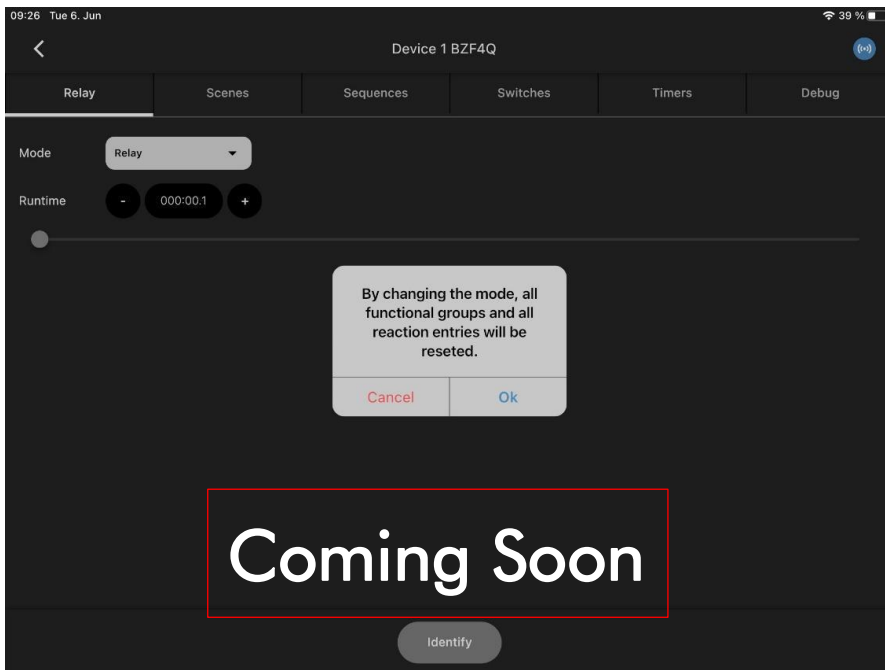 09:26 Tue 6. Jun 39 %
Device 1 BZF4Q
Relay Scenes Sequences Switches Timers Debug
Mode Relay
Runtime - 000:00.1 +
By changing the mode, all
functional groups and all
reaction entries will be
reseted.
Cancel Ok
Coming Soon
Identify